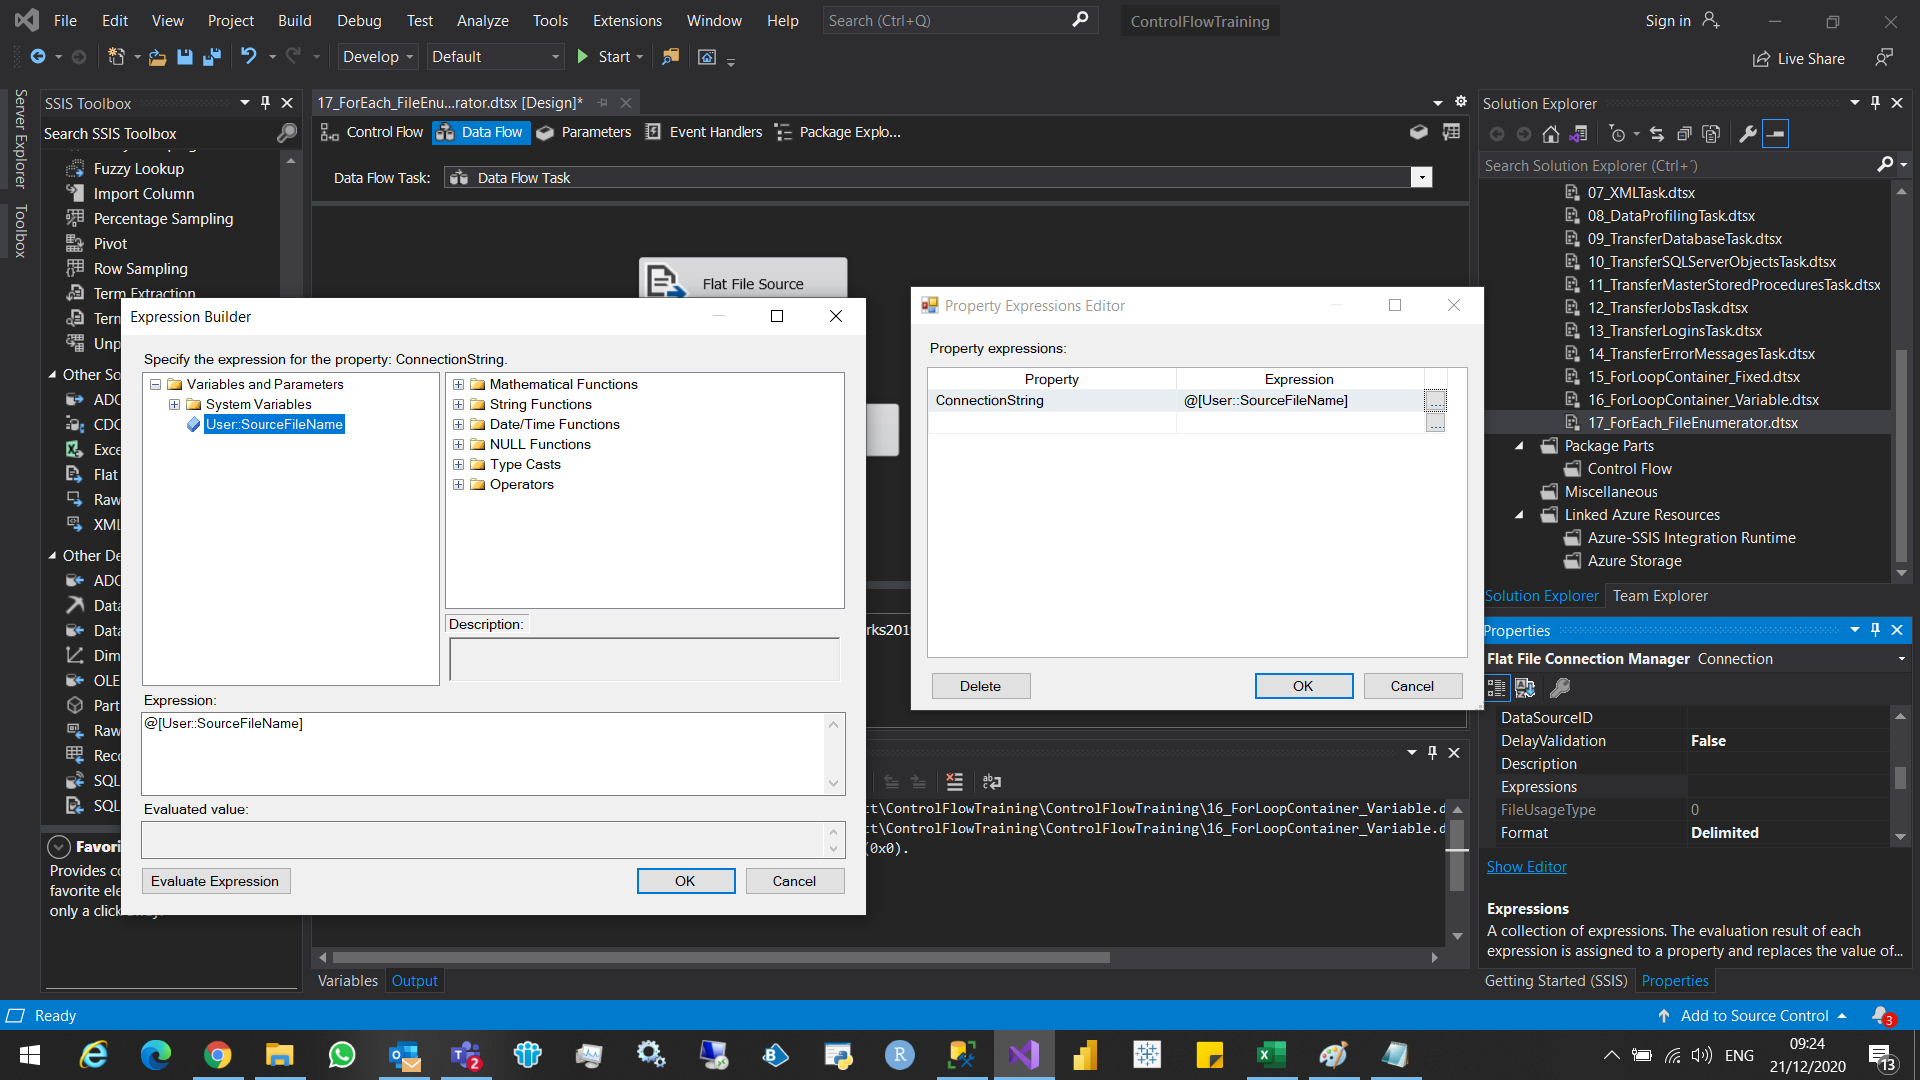 File Edit View Project Build Debug Test Analyze Tools Extensions Window Help Search (Ctrl+Q) ControlFlowTraining Sign in
Develop Default Start Live Share
Server Explorer
Toolbox
SSIS Toolbox
Search SSIS Toolbox
Fuzzy Lookup
Import Column
Percentage Sampling
Pivot
Row Sampling
Term Extraction
Term
Unp
Other So
ADO
CDC
Exce
Flat
Raw
XML
Other De
ADO
Data
Data
Dim
OLE
Part
Raw
Reco
SQL
SQL
Favori
Provides co
favorite ele
only a click
17_ForEach_FileEnu...rator.dtsx [Design]*
Control Flow Data Flow Parameters Event Handlers Package Explo...
Data Flow Task: Data Flow Task
Flat File Source
Expression Builder
Specify the expression for the property: ConnectionString.
Variables and Parameters
System Variables
User::SourceFileName
Mathematical Functions
String Functions
Date/Time Functions
NULL Functions
Type Casts
Operators
Description:
Expression:
@[User::SourceFileName]
Evaluated value:
Evaluate Expression OK Cancel
Property Expressions Editor
Property expressions:
Property Expression
ConnectionString @[User::SourceFileName] ...
...
Delete OK Cancel
rks201
ct\ControlFlowTraining\ControlFlowTraining\16_ForLoopContainer_Variable.d
ct\ControlFlowTraining\ControlFlowTraining\16_ForLoopContainer_Variable.d
(0x0).
Variables Output
Solution Explorer
Search Solution Explorer (Ctrl+´)
07_XMLTask.dtsx
08_DataProfilingTask.dtsx
09_TransferDatabaseTask.dtsx
10_TransferSQLServerObjectsTask.dtsx
11_TransferMasterStoredProceduresTask.dtsx
12_TransferJobsTask.dtsx
13_TransferLoginsTask.dtsx
14_TransferErrorMessagesTask.dtsx
15_ForLoopContainer_Fixed.dtsx
16_ForLoopContainer_Variable.dtsx
17_ForEach_FileEnumerator.dtsx
Package Parts
Control Flow
Miscellaneous
Linked Azure Resources
Azure-SSIS Integration Runtime
Azure Storage
Solution Explorer Team Explorer
Properties
Flat File Connection Manager Connection
DataSourceID
DelayValidation False
Description
Expressions
FileUsageType 0
Format Delimited
Show Editor
Expressions
A collection of expressions. The evaluation result of each
expression is assigned to a property and replaces the value of...
Getting Started (SSIS) Properties
Ready Add to Source Control 3
2 ENG 09:24
21/12/2020 13